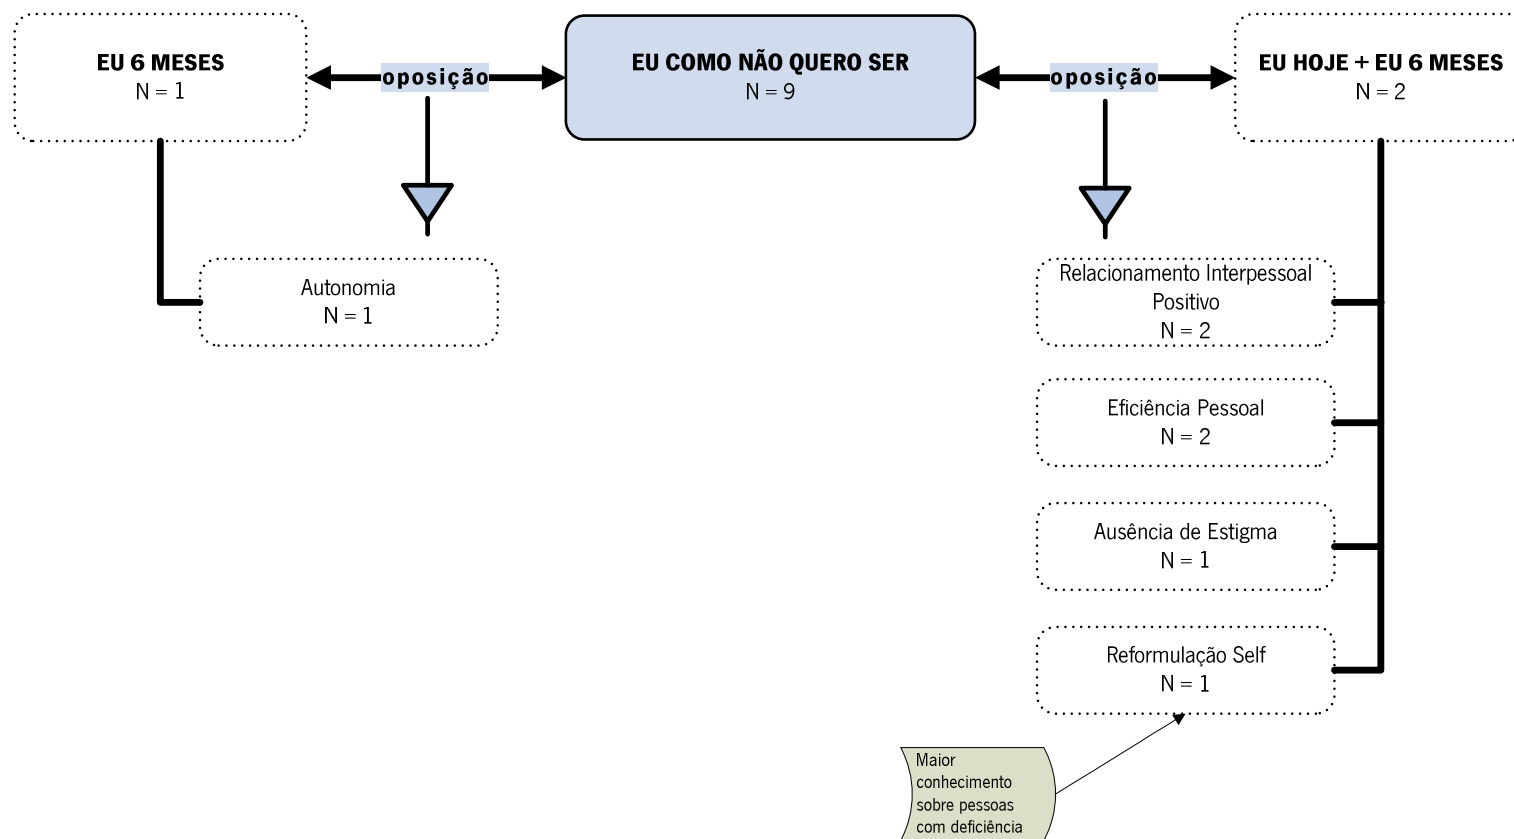 EU 6 MESES
N = 1
oposição
EU COMO NÃO QUERO SER
N = 9
oposição
EU HOJE + EU 6 MESES
N = 2
Autonomia
N = 1
Relacionamento Interpessoal
Positivo
N = 2
Eficiência Pessoal
N = 2
Ausência de Estigma
N = 1
Reformulação Self
N = 1
Maior
conhecimento
sobre pessoas
com deficiência